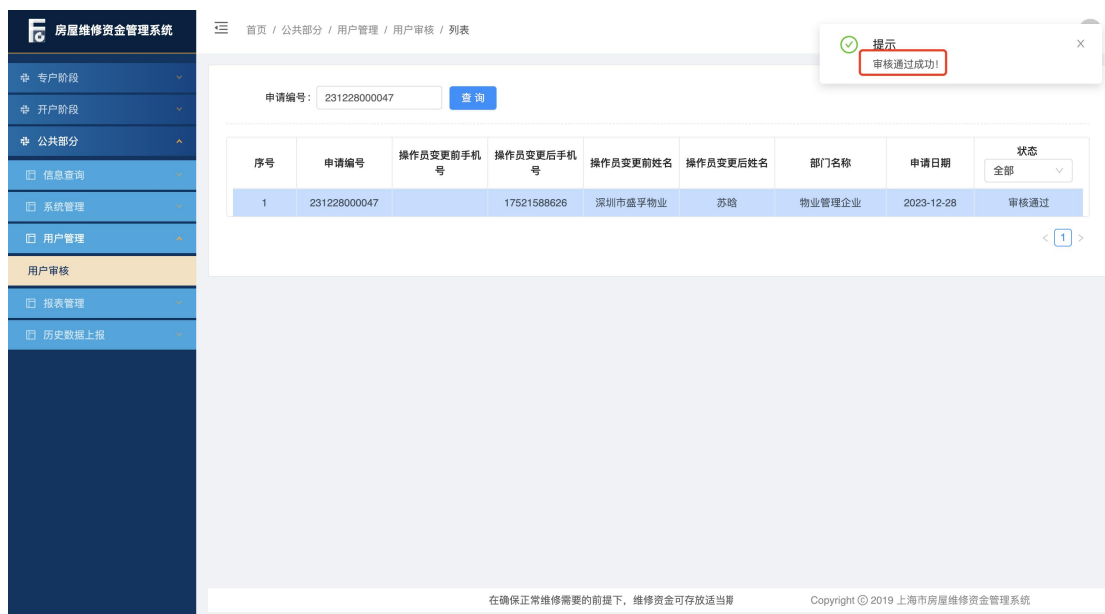 房屋维修资金管理系统
首页 / 公共部分 / 用户管理 / 用户审核 / 列表
提示
审核通过成功!
专户阶段
开户阶段
公共部分
信息查询
系统管理
用户管理
用户审核
报表管理
历史数据上报
申请编号: 231228000047 查 询
序号 申请编号 操作员变更前手机号 操作员变更后手机号 操作员变更前姓名 操作员变更后姓名 部门名称 申请日期 状态
全部
1 231228000047 17521588626 深圳市盛孚物业 苏晗 物业管理企业 2023-12-28 审核通过
< 1 >
在确保正常维修需要的前提下，维修资金可存放适当期 Copyright © 2019 上海市房屋维修资金管理系统